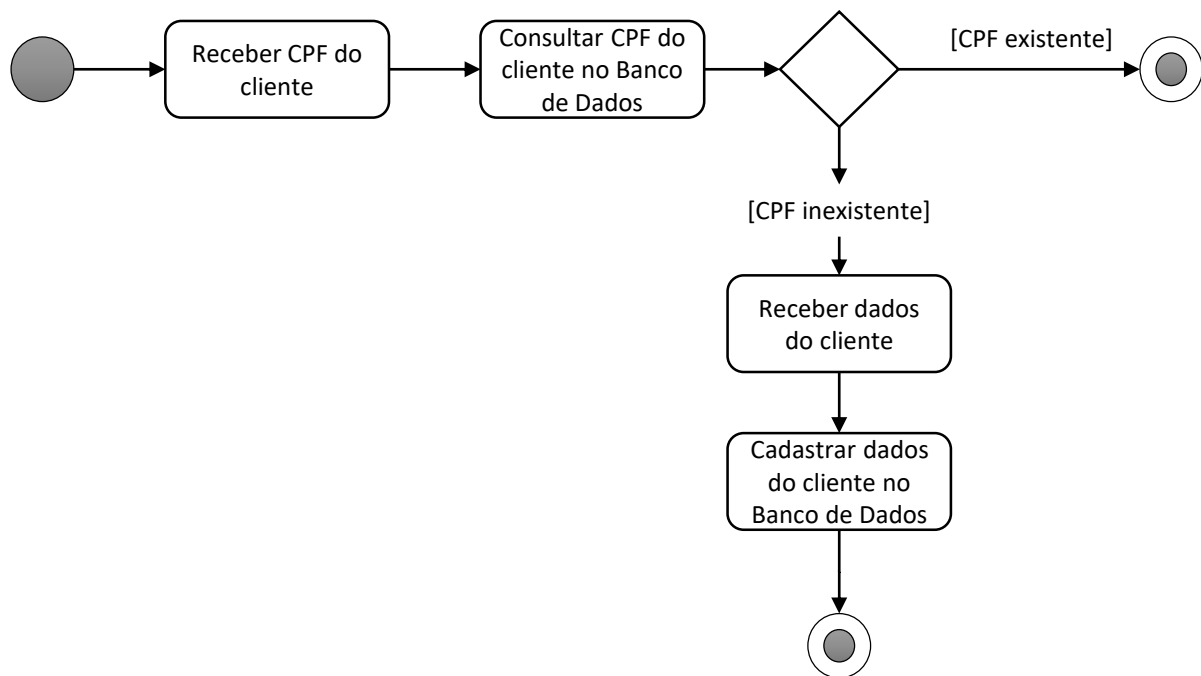 Receber CPF do
cliente
Consultar CPF do
cliente no Banco
de Dados
[CPF existente]
[CPF inexistente]
Receber dados
do cliente
Cadastrar dados
do cliente no
Banco de Dados